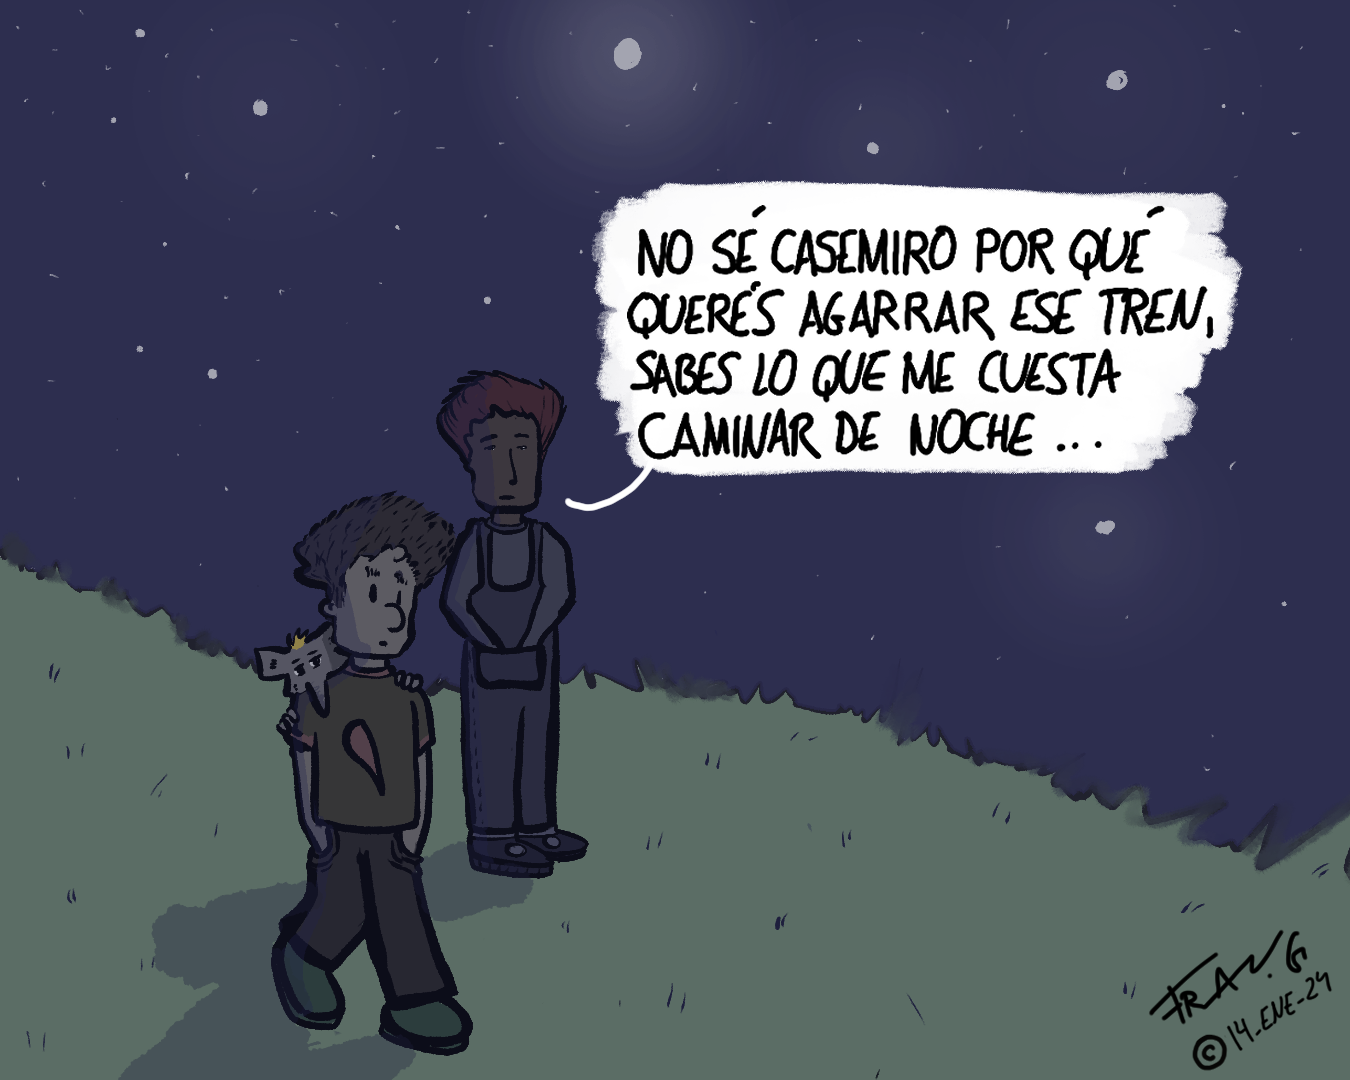 NO SÉ CASEMIRO POR QUÉ
QUERÉS AGARRAR ESE TREN,
SABES LO QUE ME CUESTA
CAMINAR DE NOCHE ...
FRAN.G
© 14-ENE-24